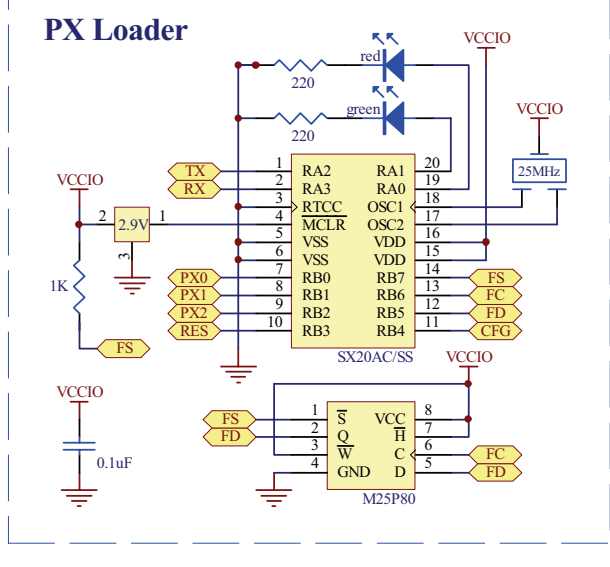 PX Loader
VCCIO
red
220
green
220
VCCIO
25MHz
VCCIO
2 2.9V 1
3
1K
FS
TX 1 RA2 RA1 20
RX 2 RA3 RA0 19
3 RTCC OSC1 18
4 MCLR OSC2 17
5 VSS VDD 16
6 VSS VDD 15
PX0 7 RB0 RB7 14 FS
PX1 8 RB1 RB6 13 FC
PX2 9 RB2 RB5 12 FD
RES 10 RB3 RB4 11 CFG
SX20AC/SS
VCCIO
VCCIO
0.1uF
FS 1 S VCC 8
FD 2 Q H 7
3 W C 6 FC
4 GND D 5 FD
M25P80